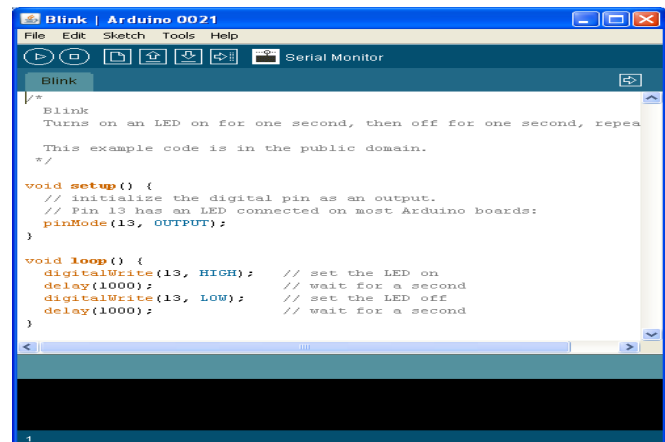 Blink | Arduino 0021
File Edit Sketch Tools Help
Serial Monitor
Blink
/*
  Blink
  Turns on an LED on for one second, then off for one second, repea
  This example code is in the public domain.
 */
void setup() {
  // initialize the digital pin as an output.
  // Pin 13 has an LED connected on most Arduino boards:
  pinMode(13, OUTPUT);
}
void loop() {
  digitalWrite(13, HIGH);   // set the LED on
  delay(1000);              // wait for a second
  digitalWrite(13, LOW);    // set the LED off
  delay(1000);              // wait for a second
}
1